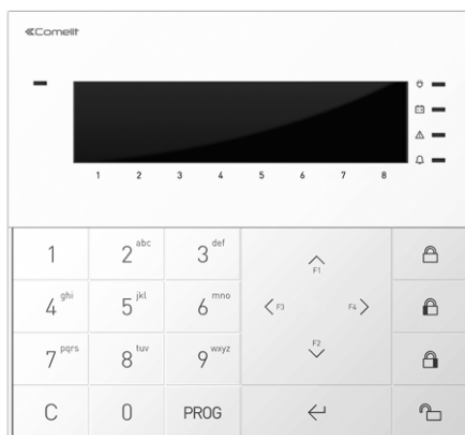 Comelit
1 2 3 4 5 6 7 8
F1
F3 F4
F2
1 2 abc 3 def
4 ghi 5 jkl 6 mno
7 pqrs 8 tuv 9 wxyz
C 0 PROG